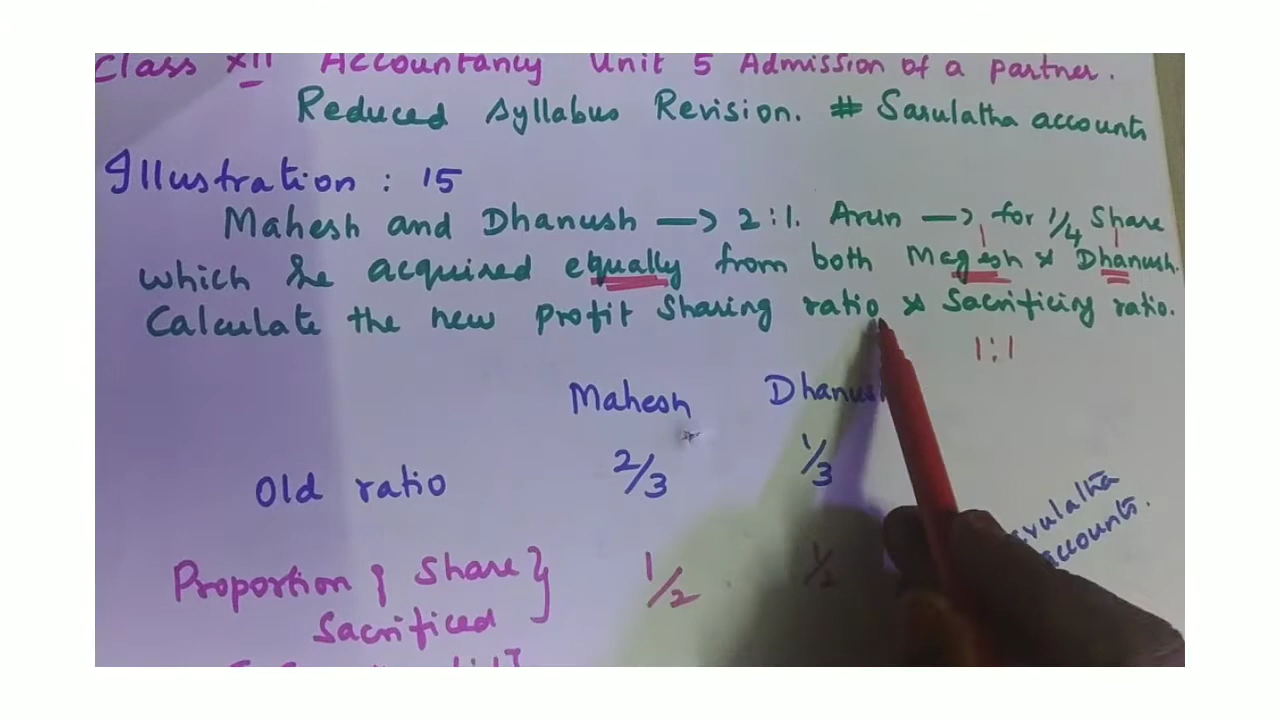 Class XII Accountancy Unit 5 Admission of a partner.
Reduced Syllabus Revision. # Sarulatha accounts
Illustration : 15
Mahesh and Dhanush → 2:1. Arun → for 1/4 Share
which he acquired equally from both Magesh & Dhanush.
Calculate the new profit sharing ratio & Sacrificing ratio.
1:1
Mahesh Dhanush
Old ratio 2/3 1/3
Proportion of share 1/2 1/2
Sacrificed
accounts.